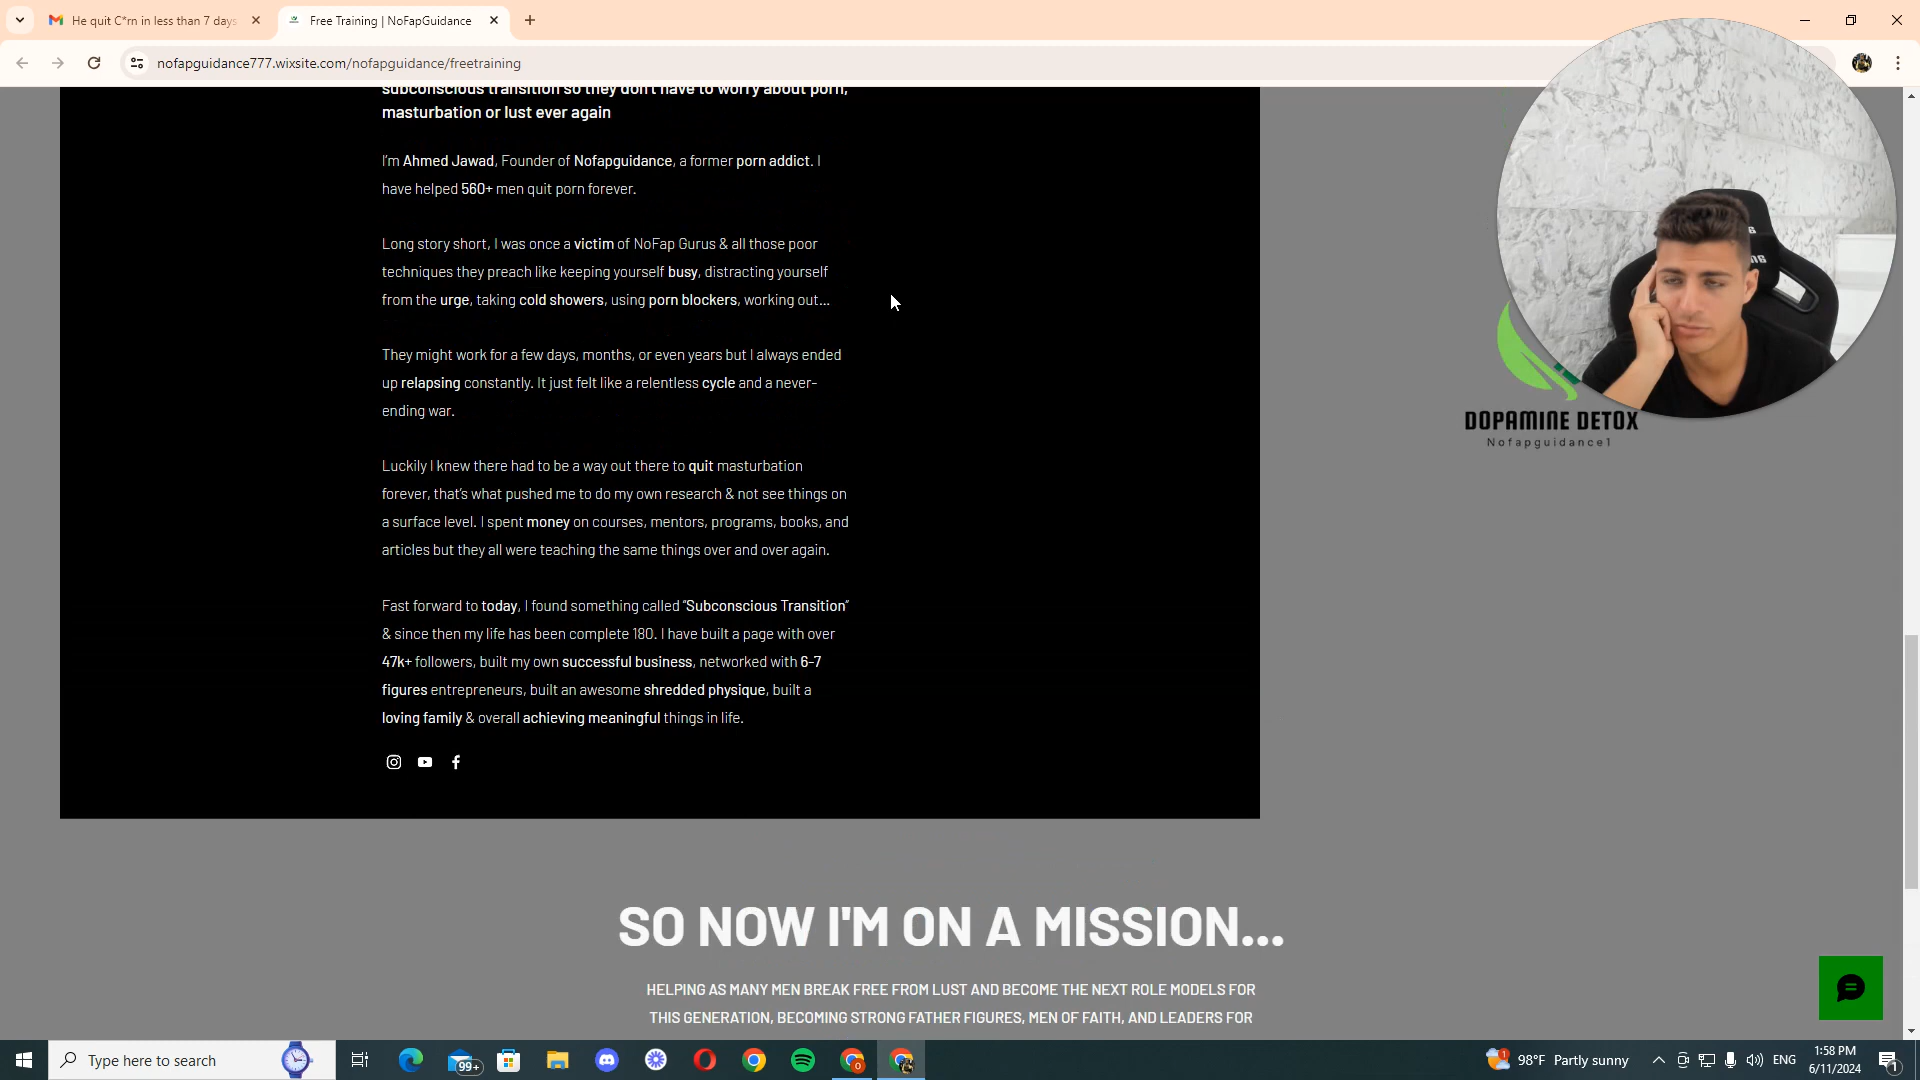 He quit C*rn in less than 7 days
Free Training | NoFapGuidance
nofapguidance777.wixsite.com/nofapguidance/freetraining
subconscious transition so they don't have to worry about porn,
masturbation or lust ever again
I'm Ahmed Jawad, Founder of Nofapguidance, a former porn addict. I
have helped 560+ men quit porn forever.
Long story short, I was once a victim of NoFap Gurus & all those poor
techniques they preach like keeping yourself busy, distracting yourself
from the urge, taking cold showers, using porn blockers, working out...
They might work for a few days, months, or even years but I always ended
up relapsing constantly. It just felt like a relentless cycle and a never-
ending war.
Luckily I knew there had to be a way out there to quit masturbation
forever, that's what pushed me to do my own research & not see things on
a surface level. I spent money on courses, mentors, programs, books, and
articles but they all were teaching the same things over and over again.
Fast forward to today, I found something called "Subconscious Transition"
& since then my life has been complete 180. I have built a page with over
47k+ followers, built my own successful business, networked with 6-7
figures entrepreneurs, built an awesome shredded physique, built a
loving family & overall achieving meaningful things in life.
DOPAMINE DETOX
Nofapguidance1
SO NOW I'M ON A MISSION...
HELPING AS MANY MEN BREAK FREE FROM LUST AND BECOME THE NEXT ROLE MODELS FOR
THIS GENERATION, BECOMING STRONG FATHER FIGURES, MEN OF FAITH, AND LEADERS FOR
Type here to search
99+
98°F Partly sunny
ENG
1:58 PM
6/11/2024